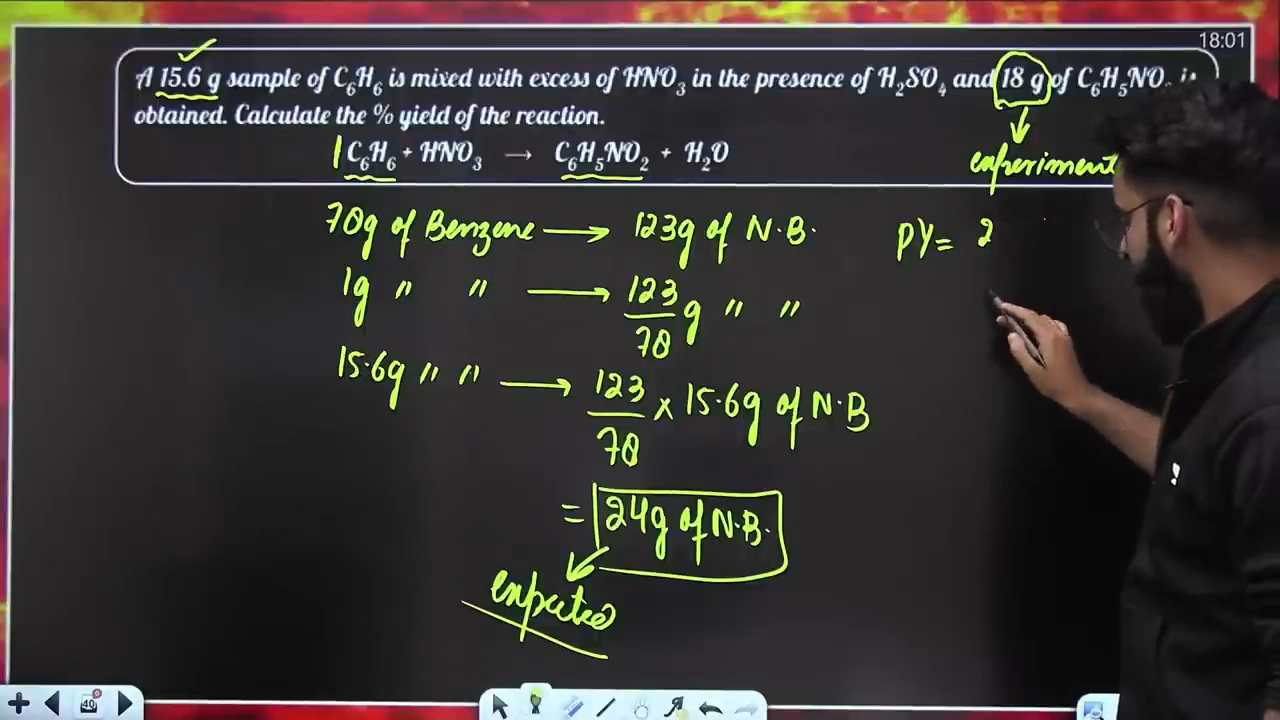 18:01
A 15.6 g sample of C₆H₆ is mixed with excess of HNO₃ in the presence of H₂SO₄ and 18 g of C₆H₅NO₂ is
obtained. Calculate the % yield of the reaction.
1 C₆H₆ + HNO₃ → C₆H₅NO₂ + H₂O
experiment
78g of Benzene → 123g of N.B.
PY = 2
1g " " → 123/78 g " "
15.6g " " → 123/78 x 15.6g of N.B
= 24g of N.B.
expected
40